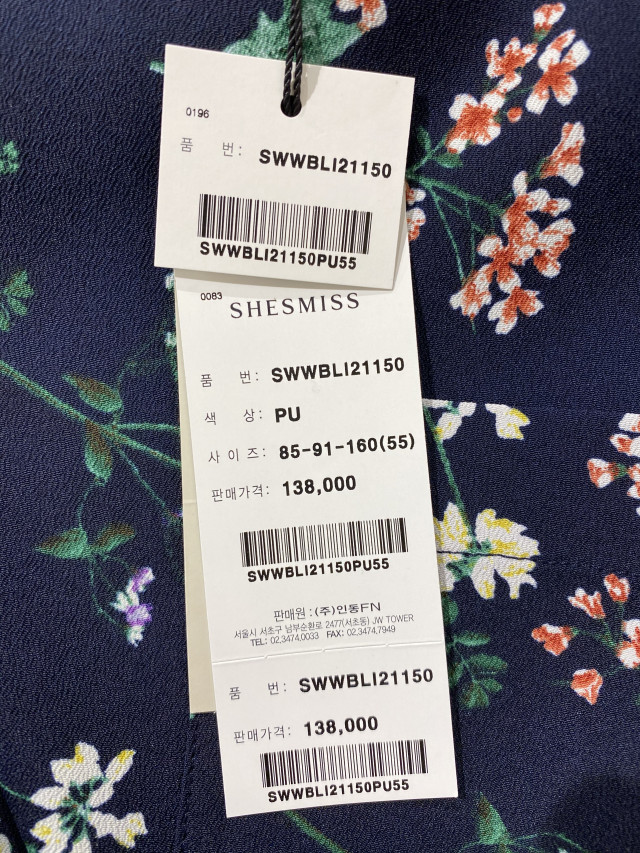 0196
품 번: SWWBLI21150
SWWBLI21150PU55
0083
SHESMISS
품 번: SWWBLI21150
색 상: PU
사 이 즈: 85-91-160(55)
판매가격: 138,000
SWWBLI21150PU55
판매원 : (주)인동FN
서울시 서초구 남부순환로 2477(서초동) JW TOWER
TEL: 02.3474.0033 FAX: 02.3474.7949
품 번: SWWBLI21150
판매가격: 138,000
SWWBLI21150PU55